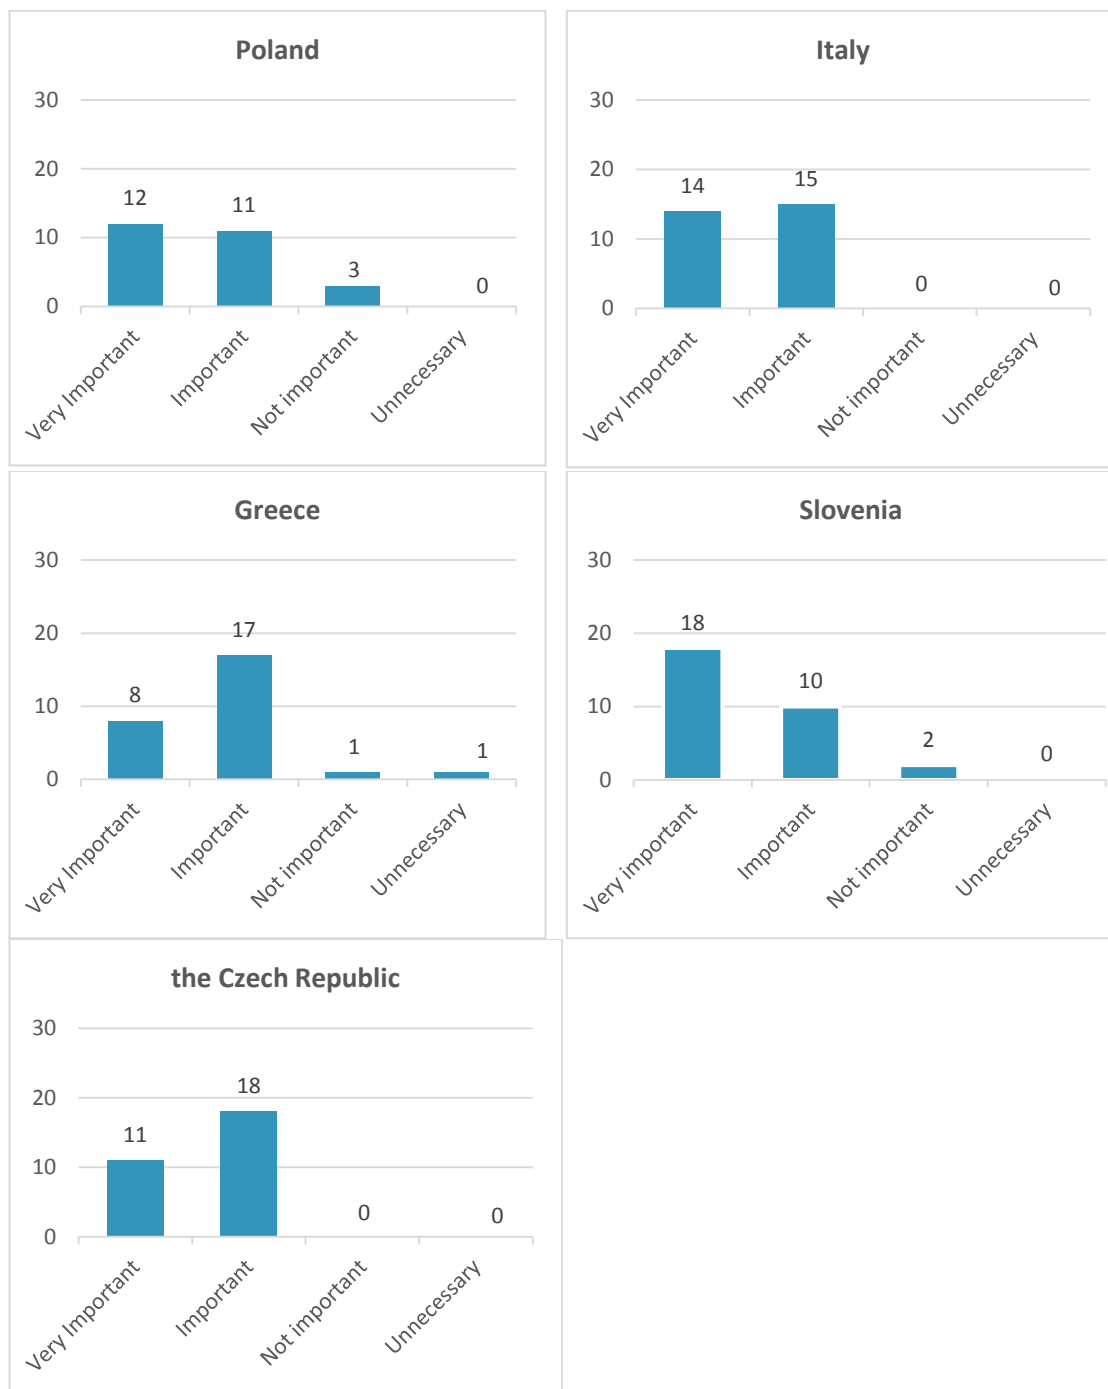 Poland
30
20
10
0
12
11
3
0
Very Important
Important
Not important
Unnecessary
Italy
30
20
10
0
14
15
0
0
Very Important
Important
Not important
Unnecessary
Greece
30
20
10
0
8
17
1
1
Very Important
Important
Not important
Unnecessary
Slovenia
30
20
10
0
18
10
2
0
Very important
Important
Not important
Unnecessary
the Czech Republic
30
20
10
0
11
18
0
0
Very Important
Important
Not important
Unnecessary